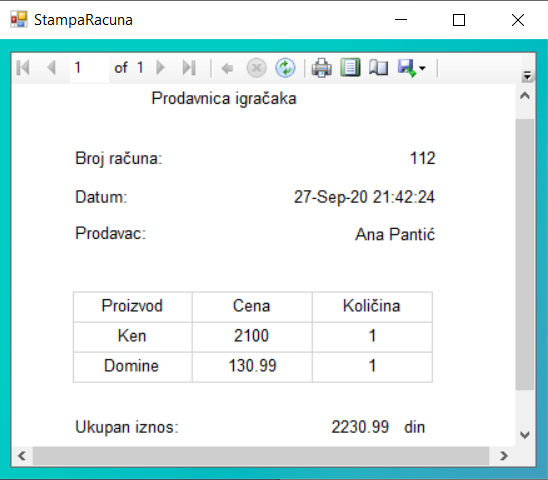 StampaRacuna
1 of 1
Prodavnica igračaka
Broj računa: 112
Datum: 27-Sep-20 21:42:24
Prodavac: Ana Pantić
Proizvod Cena Količina
Ken 2100 1
Domine 130.99 1
Ukupan iznos: 2230.99 din